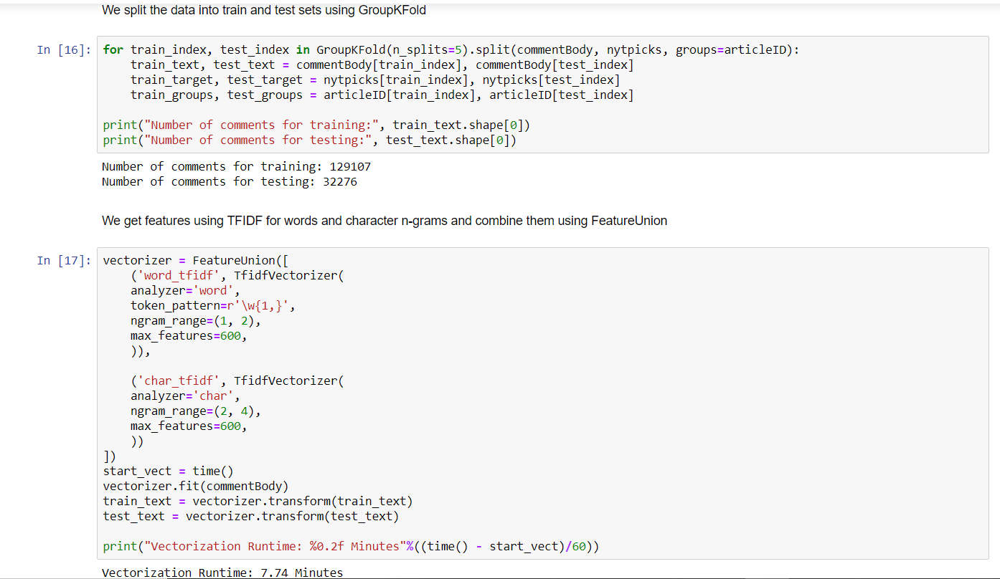 We split the data into train and test sets using GroupKFold
In [16]: for train_index, test_index in GroupKFold(n_splits=5).split(commentBody, nytpicks, groups=articleID):
    train_text, test_text = commentBody[train_index], commentBody[test_index]
    train_target, test_target = nytpicks[train_index], nytpicks[test_index]
    train_groups, test_groups = articleID[train_index], articleID[test_index]
print("Number of comments for training:", train_text.shape[0])
print("Number of comments for testing:", test_text.shape[0])
Number of comments for training: 129107
Number of comments for testing: 32276
We get features using TFIDF for words and character n-grams and combine them using FeatureUnion
In [17]: vectorizer = FeatureUnion([
    ('word_tfidf', TfidfVectorizer(
    analyzer='word',
    token_pattern=r'\w{1,}',
    ngram_range=(1, 2),
    max_features=600,
    )),
    ('char_tfidf', TfidfVectorizer(
    analyzer='char',
    ngram_range=(2, 4),
    max_features=600,
    ))
])
start_vect = time()
vectorizer.fit(commentBody)
train_text = vectorizer.transform(train_text)
test_text = vectorizer.transform(test_text)
print("Vectorization Runtime: %0.2f Minutes"%((time() - start_vect)/60))
Vectorization Runtime: 7.74 Minutes